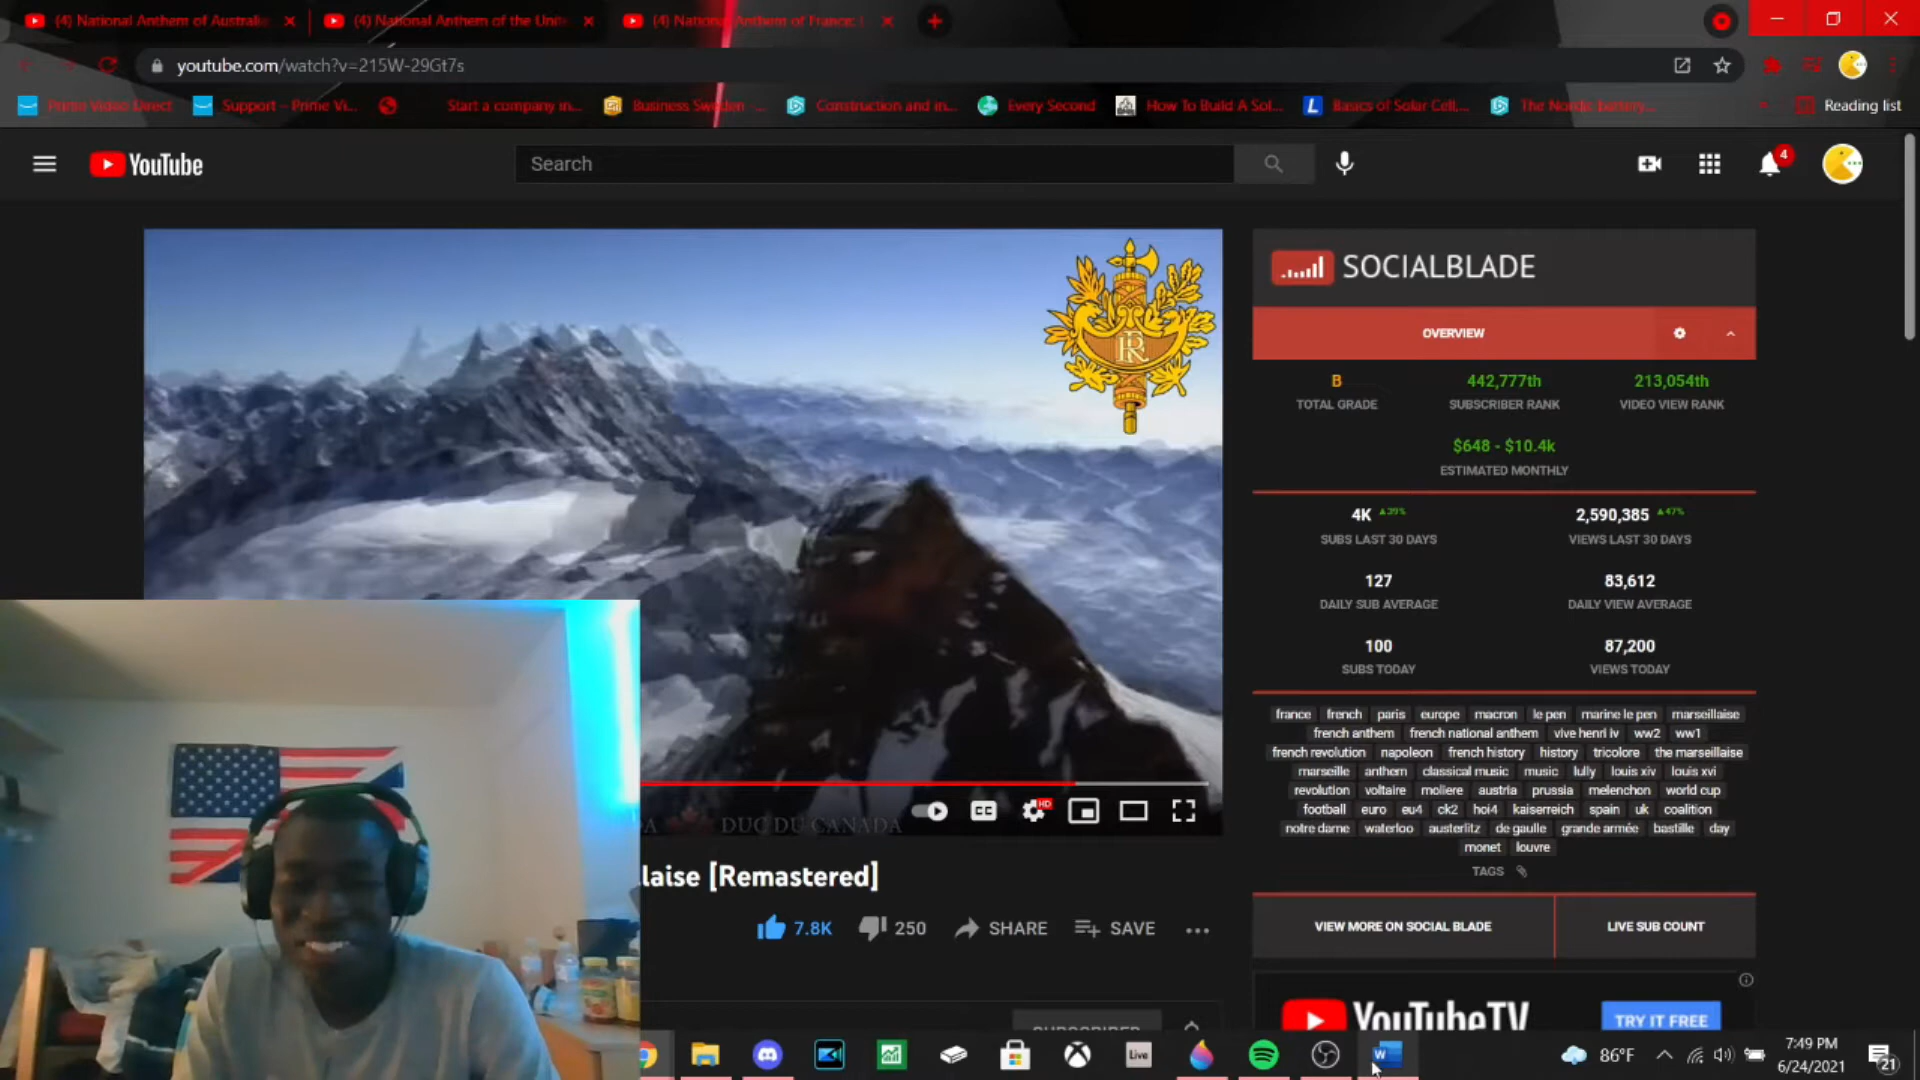 (4) National Anthem of Australia
(4) National Anthem of the Unite
(4) National Anthem of France:
youtube.com/watch?v=215W-29Gt7s
Prime Video Direct
Support – Prime Vi...
Start a company in...
Business Sweden
Construction and in...
Every Second
How To Build A Sol...
Basics of Solar Cell,...
The Nordic battery...
Reading list
YouTube
Search
4
RF
SOCIALBLADE
OVERVIEW
B
442,777th
213,054th
TOTAL GRADE
SUBSCRIBER RANK
VIDEO VIEW RANK
$648 - $10.4k
ESTIMATED MONTHLY
4K ▲39%
2,590,385 ▲47%
SUBS LAST 30 DAYS
VIEWS LAST 30 DAYS
127
83,612
DAILY SUB AVERAGE
DAILY VIEW AVERAGE
100
87,200
SUBS TODAY
VIEWS TODAY
france french paris europe macron le pen marine le pen marseillaise
french anthem french national anthem vive henri iv ww2 ww1
french revolution napoleon french history history tricolore the marseillaise
marseille anthem classical music music lully louis xiv louis xvi
revolution voltaire moliere austria prussia melenchon world cup
football euro eu4 ck2 hoi4 kaiserreich spain uk coalition
notre dame waterloo austerlitz de gaulle grande armée bastille day
monet louvre
TAGS
VIEW MORE ON SOCIAL BLADE
LIVE SUB COUNT
DUC DU CANADA
CC
HD
laise [Remastered]
7.8K
250
SHARE
SAVE
SUBSCRIBED
YouTubeTV
TRY IT FREE
Live
W
86°F
7:49 PM
6/24/2021
21